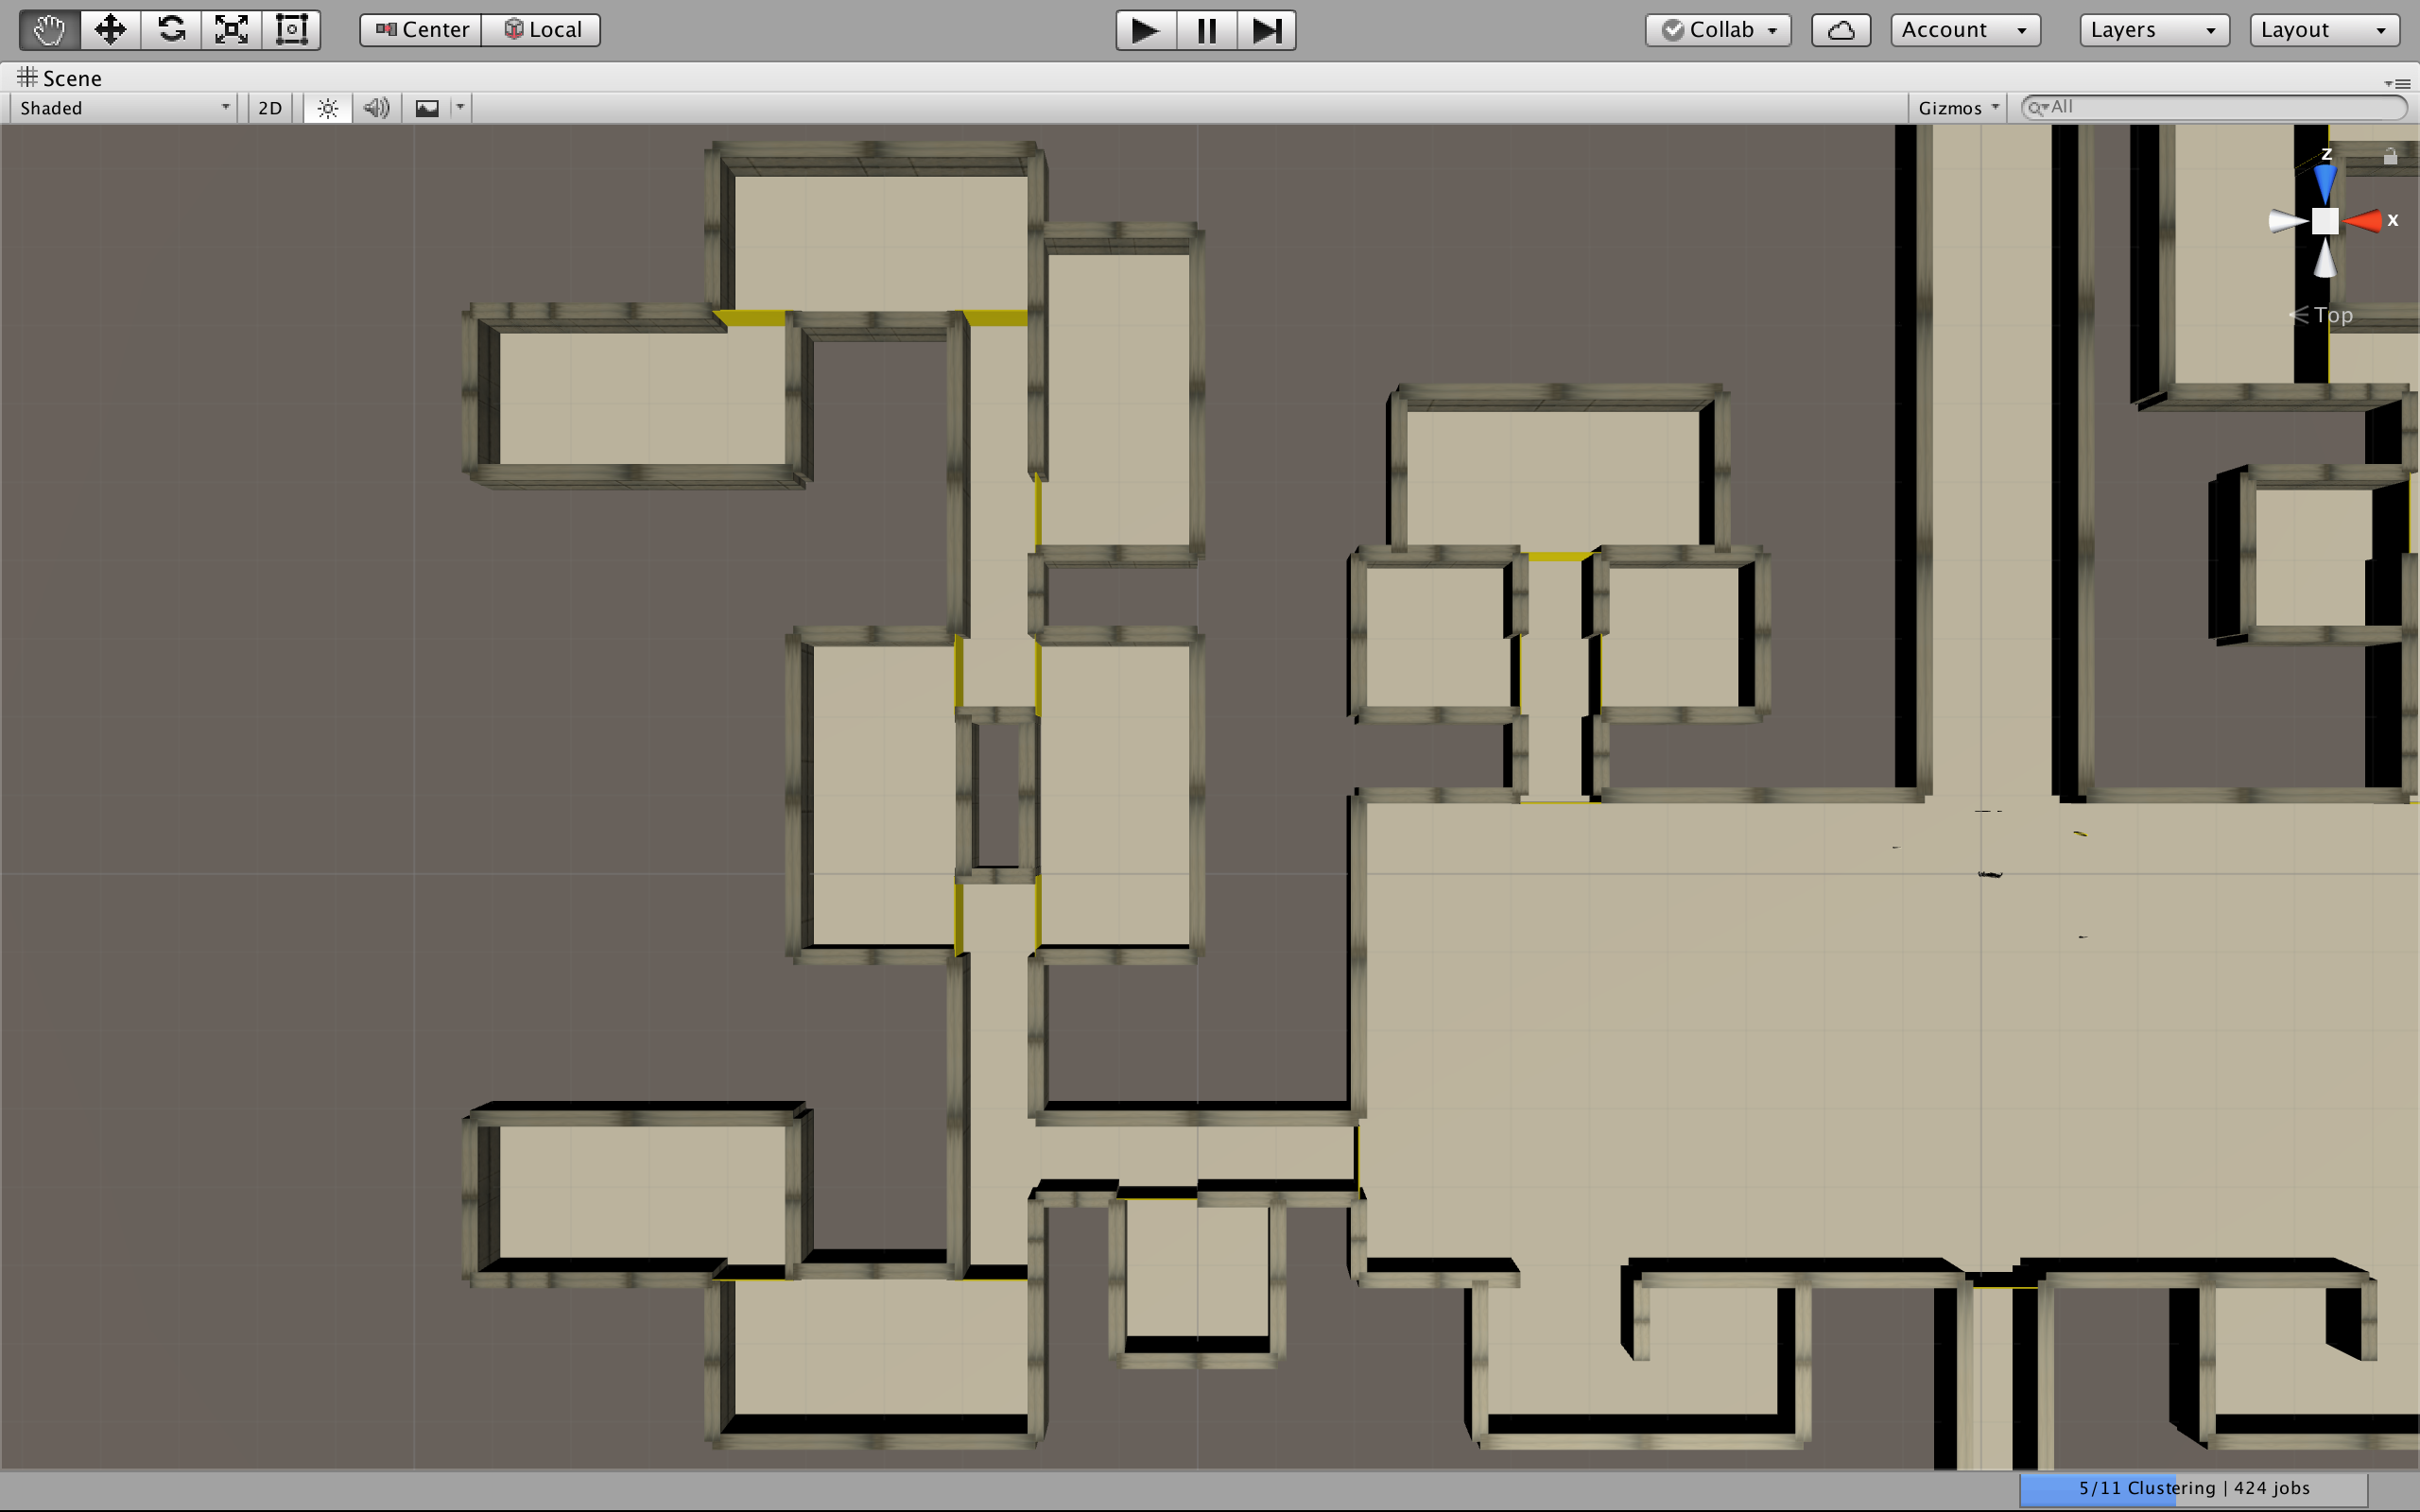 Center Local Collab Account Layers Layout
Scene
Shaded 2D Gizmos All
z
x
Top
5/11 Clustering | 424 jobs